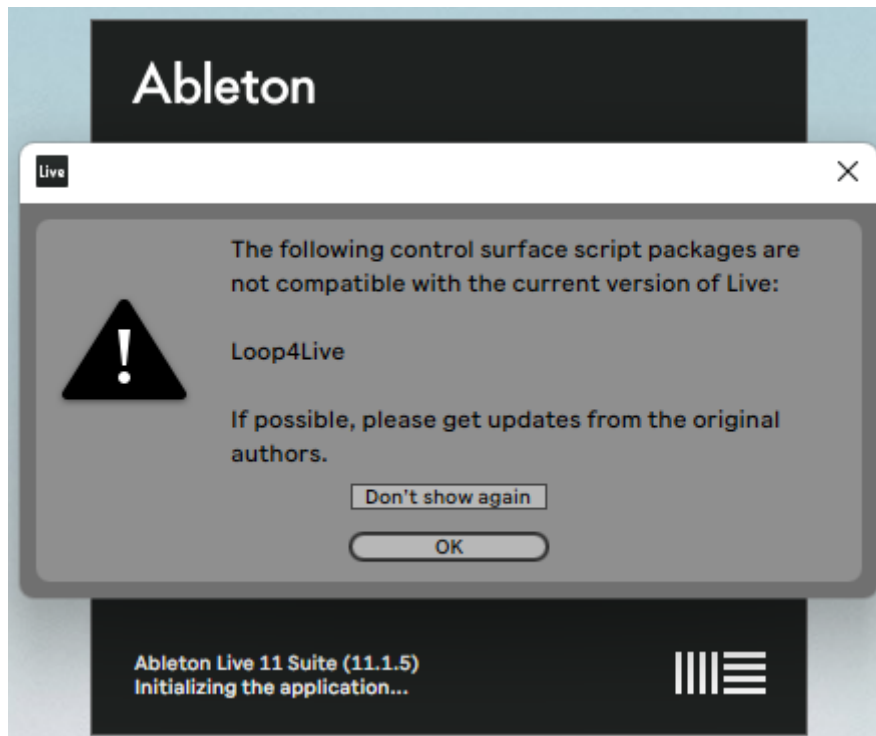 Ableton
Live
The following control surface script packages are
not compatible with the current version of Live:
Loop4Live
If possible, please get updates from the original
authors.
Don't show again
OK
Ableton Live 11 Suite (11.1.5)
Initializing the application...